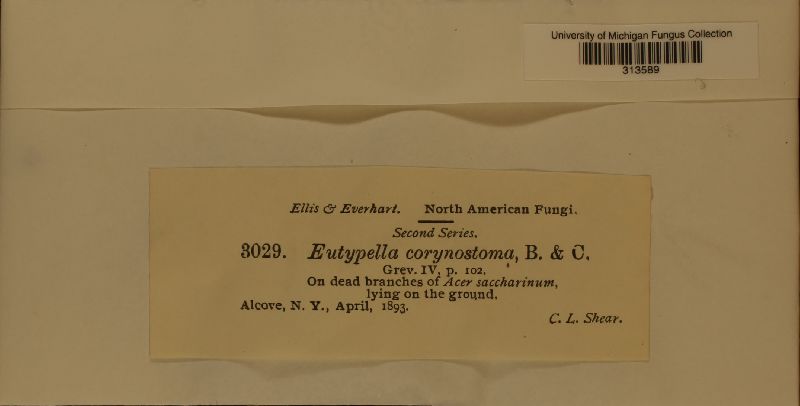 University of Michigan Fungus Collection
313589
Ellis & Everhart. North American Fungi.
Second Series.
3029. Eutypella corynostoma, B. & C.
Grev. IV, p. 102.
On dead branches of Acer saccharinum,
lying on the ground.
Alcove, N. Y., April, 1893.
C. L. Shear.